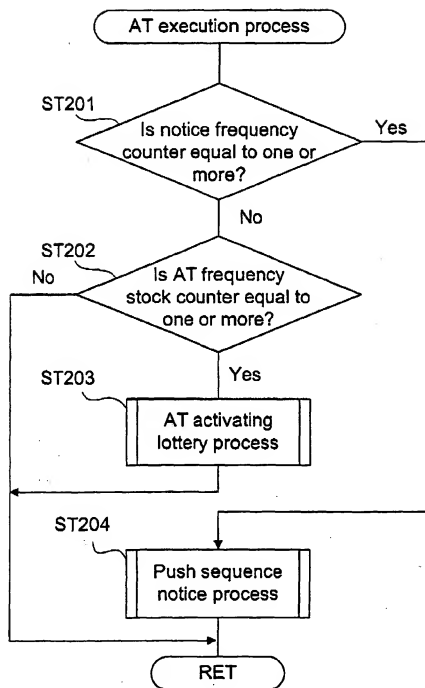 AT execution process
ST201
Is notice frequency
counter equal to one or
more?
Yes
No
ST202
No
Is AT frequency
stock counter equal to
one or more?
Yes
ST203
AT activating
lottery process
ST204
Push sequence
notice process
RET